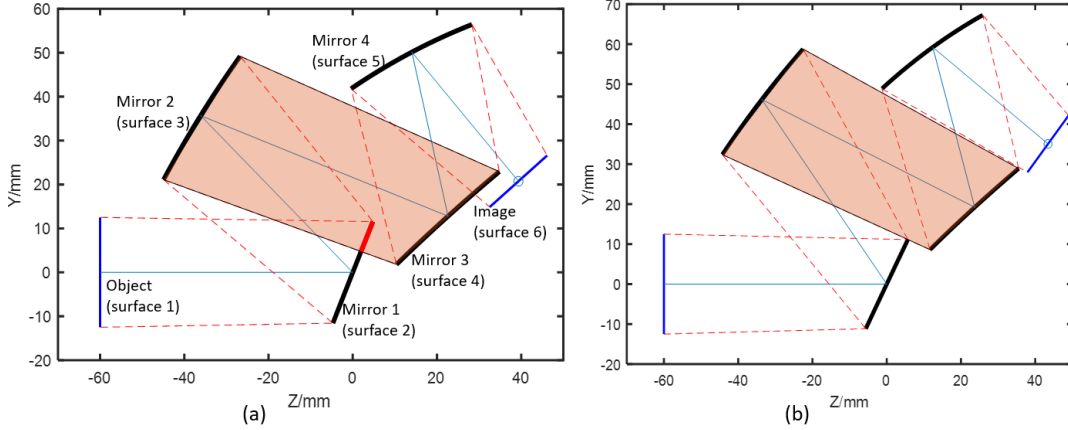 60
50
40
30
20
10
0
-10
-20
Y/mm
-60
-40
-20
0
20
40
Z/mm
(a)
Mirror 4
(surface 5)
Mirror 2
(surface 3)
Object
(surface 1)
Mirror 1
(surface 2)
Mirror 3
(surface 4)
Image
(surface 6)
70
60
50
40
30
20
10
0
-10
-20
Y/mm
-60
-40
-20
0
20
40
Z/mm
(b)